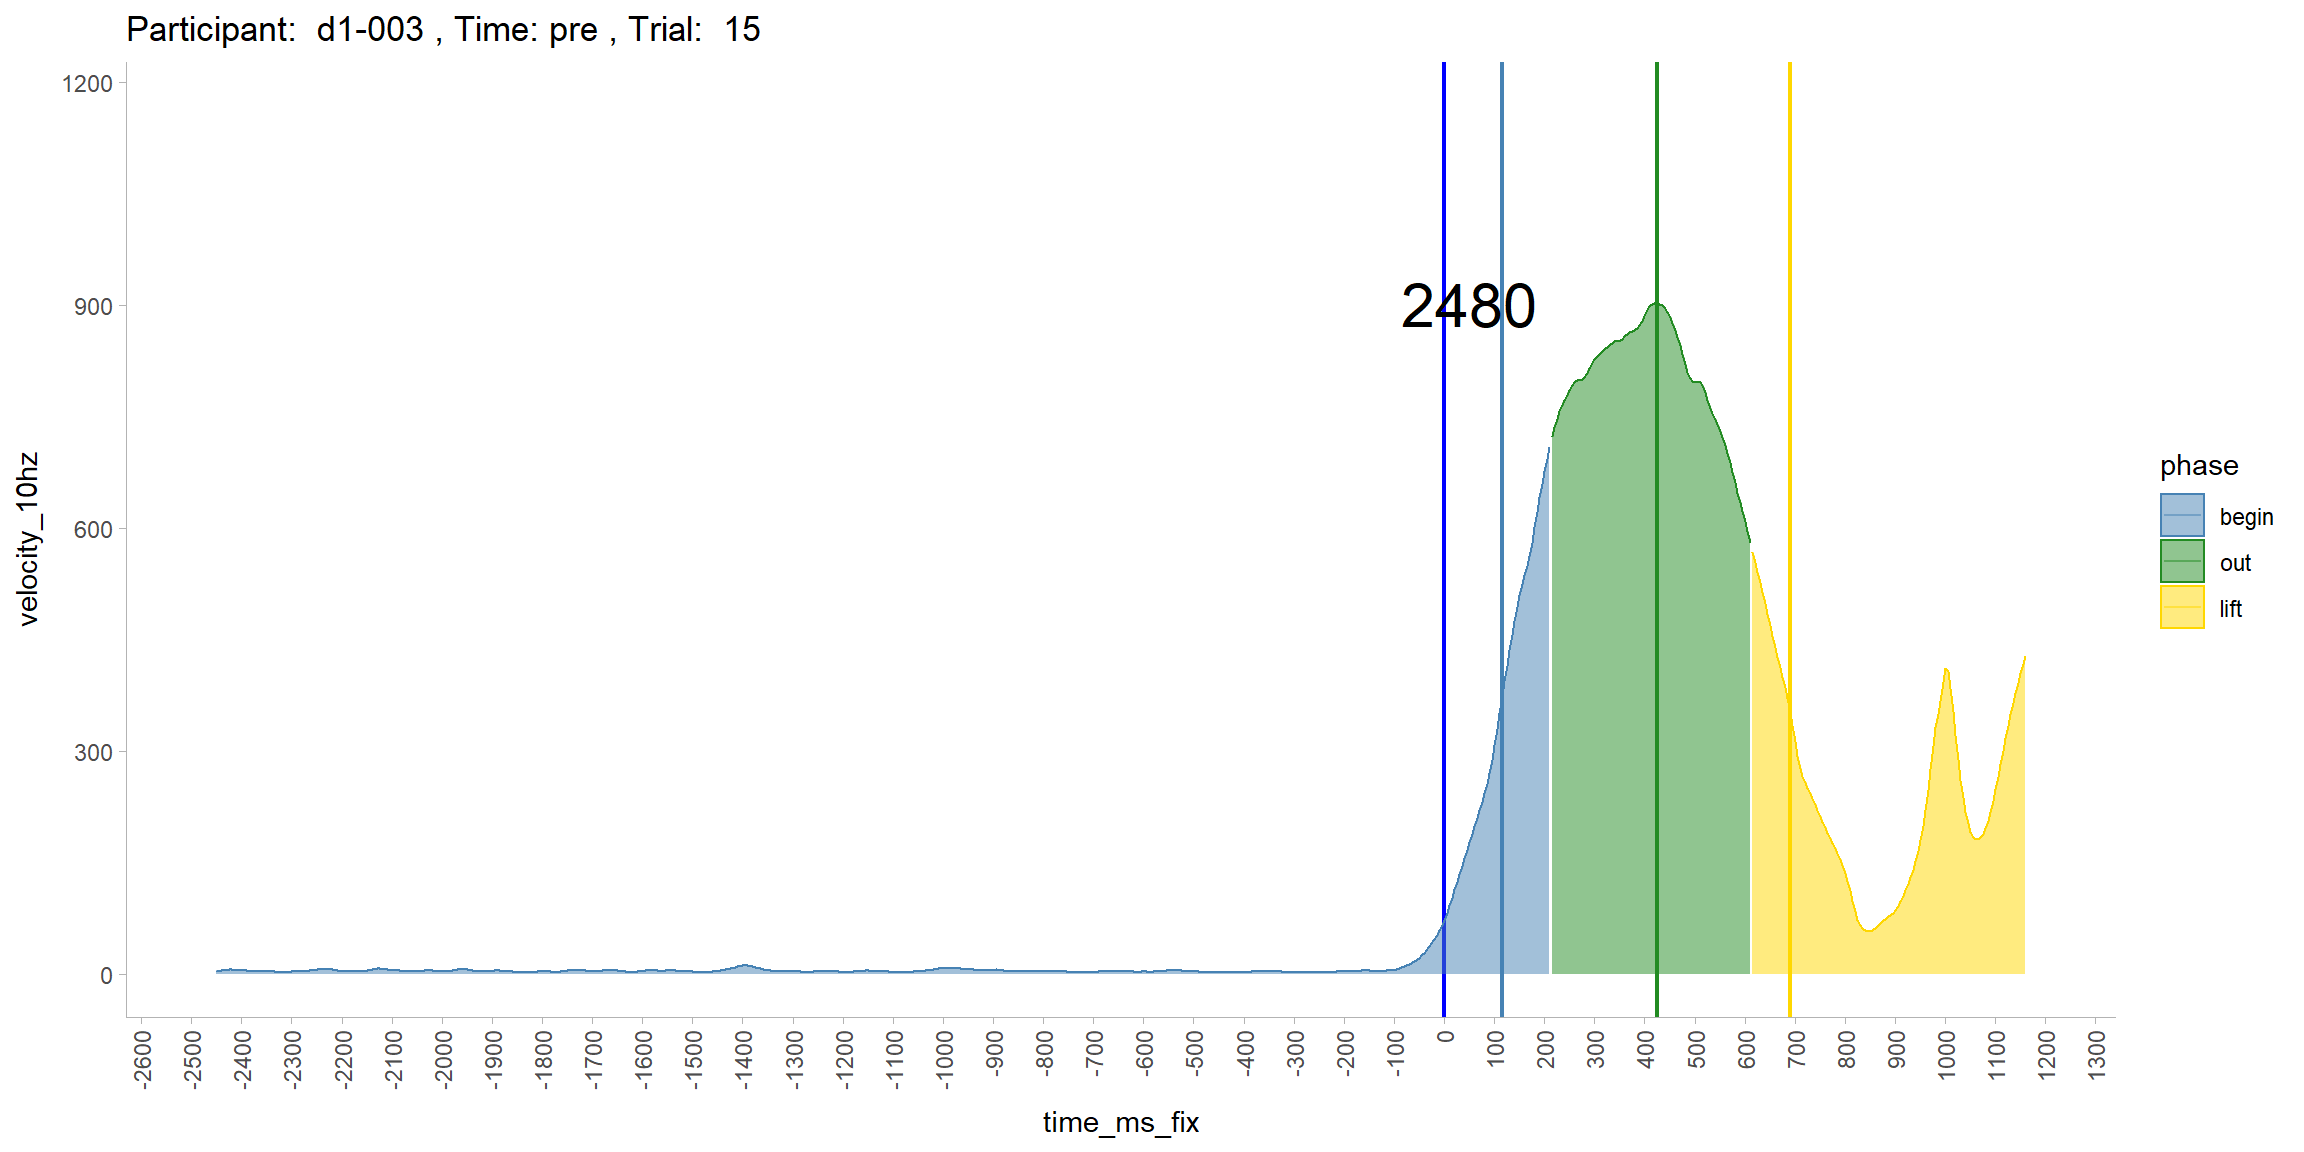 Participant:  d1-003 , Time: pre , Trial:  15
1200
900
600
300
0
velocity_10hz
2480
-2600 -2500 -2400 -2300 -2200 -2100 -2000 -1900 -1800 -1700 -1600 -1500 -1400 -1300 -1200 -1100 -1000 -900 -800 -700 -600 -500 -400 -300 -200 -100 0 100 200 300 400 500 600 700 800 900 1000 1100 1200 1300
time_ms_fix
phase
begin
out
lift